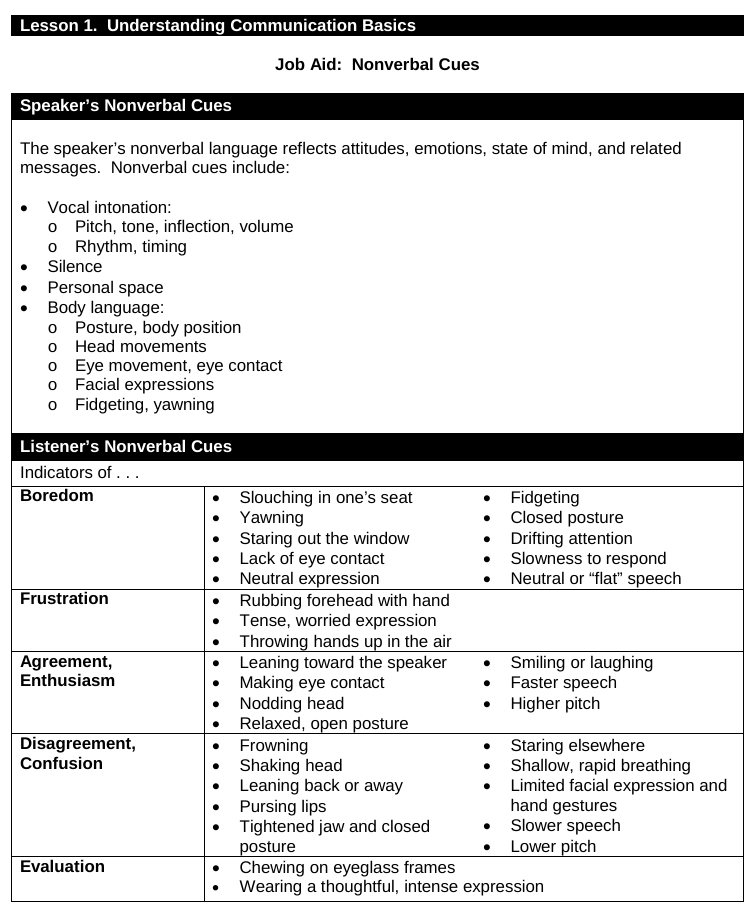 Lesson 1.  Understanding Communication Basics
Job Aid:  Nonverbal Cues
Speaker’s Nonverbal Cues
The speaker’s nonverbal language reflects attitudes, emotions, state of mind, and related
messages.  Nonverbal cues include:
• Vocal intonation:
o Pitch, tone, inflection, volume
o Rhythm, timing
• Silence
• Personal space
• Body language:
o Posture, body position
o Head movements
o Eye movement, eye contact
o Facial expressions
o Fidgeting, yawning
Listener’s Nonverbal Cues
Indicators of . . .
Boredom
• Slouching in one’s seat
• Yawning
• Staring out the window
• Lack of eye contact
• Neutral expression
• Fidgeting
• Closed posture
• Drifting attention
• Slowness to respond
• Neutral or “flat” speech
Frustration
• Rubbing forehead with hand
• Tense, worried expression
• Throwing hands up in the air
Agreement,
Enthusiasm
• Leaning toward the speaker
• Making eye contact
• Nodding head
• Relaxed, open posture
• Smiling or laughing
• Faster speech
• Higher pitch
Disagreement,
Confusion
• Frowning
• Shaking head
• Leaning back or away
• Pursing lips
• Tightened jaw and closed
posture
• Staring elsewhere
• Shallow, rapid breathing
• Limited facial expression and
hand gestures
• Slower speech
• Lower pitch
Evaluation
• Chewing on eyeglass frames
• Wearing a thoughtful, intense expression